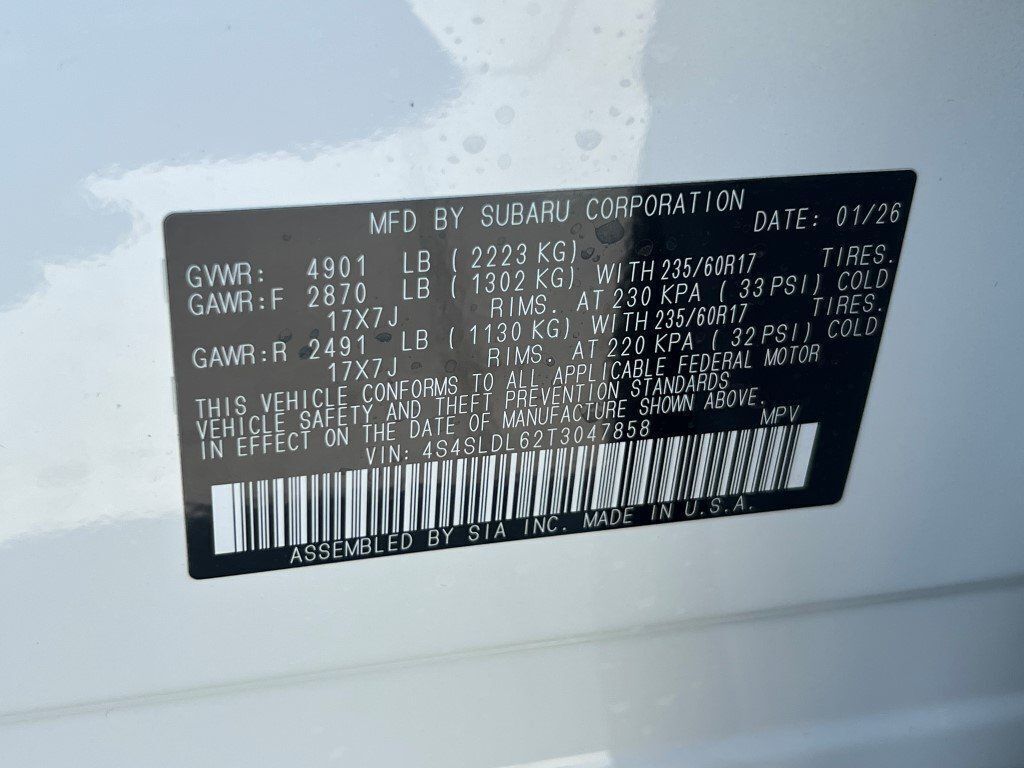 MFD BY SUBARU CORPORATION DATE: 01/26
GVWR: 4901 LB ( 2223 KG)
GAWR:F 2870 LB ( 1302 KG) WITH 235/60R17 TIRES.
17X7J RIMS. AT 230 KPA ( 33 PSI) COLD
GAWR:R 2491 LB ( 1130 KG) WITH 235/60R17 TIRES.
17X7J RIMS. AT 220 KPA ( 32 PSI) COLD
THIS VEHICLE CONFORMS TO ALL APPLICABLE FEDERAL MOTOR
VEHICLE SAFETY AND THEFT PREVENTION STANDARDS
IN EFFECT ON THE DATE OF MANUFACTURE SHOWN ABOVE.
VIN: 4S4SLDL62T3047858 MPV
ASSEMBLED BY SIA INC. MADE IN U.S.A.